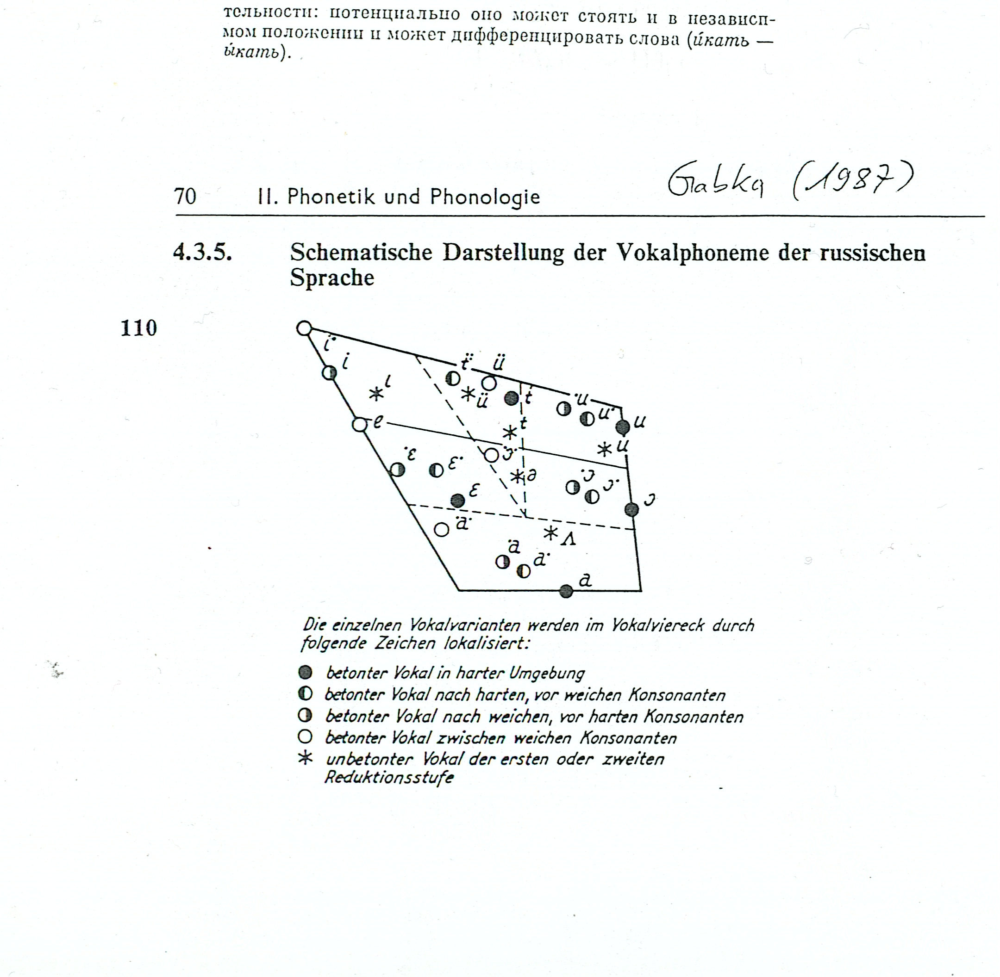 тельности: потенциально оно может стоять и в независи-
мом положении и может дифференцировать слова (и́кать —
ы́кать).
Gabka (1987)
70 II. Phonetik und Phonologie
4.3.5. Schematische Darstellung der Vokalphoneme der russischen
Sprache
110
i˙
i
ɩ
ü
ü
t
˙u
u˙
u
t
u
e
˙ɛ
ɛ˙
ə
ɛ
ɔ
˙a˙
Λ
˙a
a˙
a
Die einzelnen Vokalvarianten werden im Vokalviereck durch
folgende Zeichen lokalisiert:
● betonter Vokal in harter Umgebung
◐ betonter Vokal nach harten, vor weichen Konsonanten
◑ betonter Vokal nach weichen, vor harten Konsonanten
○ betonter Vokal zwischen weichen Konsonanten
* unbetonter Vokal der ersten oder zweiten
Reduktionsstufe